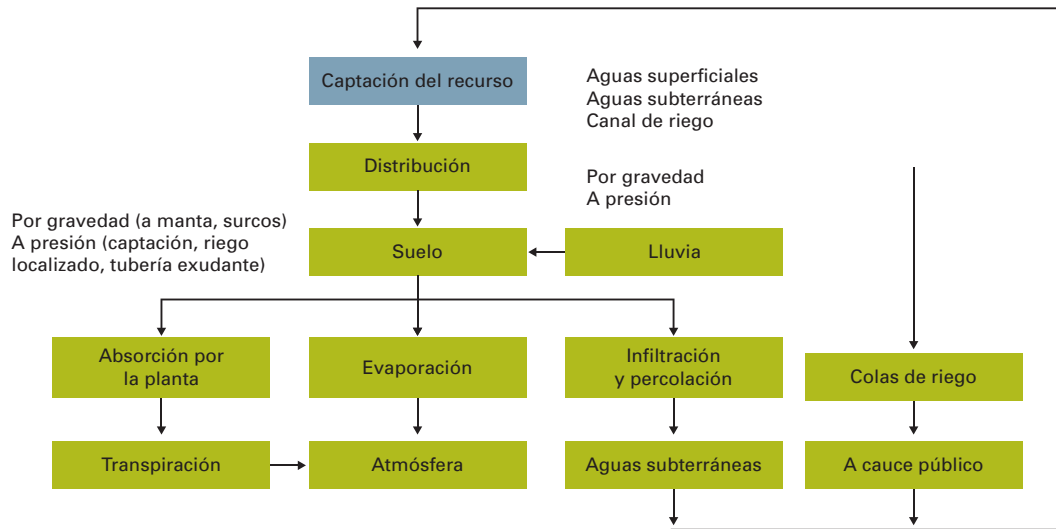 Captación del recurso
Aguas superficiales
Aguas subterráneas
Canal de riego
Distribución
Por gravedad
A presión
Por gravedad (a manta, surcos)
A presión (captación, riego
localizado, tubería exudante)
Suelo
Lluvia
Absorción por
la planta
Evaporación
Infiltración
y percolación
Colas de riego
Transpiración
Atmósfera
Aguas subterráneas
A cauce público